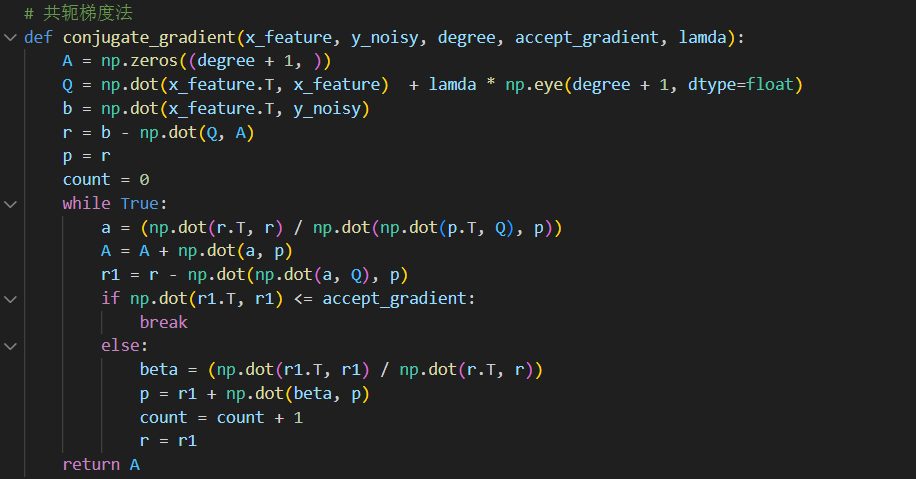 # 共轭梯度法
def conjugate_gradient(x_feature, y_noisy, degree, accept_gradient, lamda):
    A = np.zeros((degree + 1, ))
    Q = np.dot(x_feature.T, x_feature)  + lamda * np.eye(degree + 1, dtype=float)
    b = np.dot(x_feature.T, y_noisy)
    r = b - np.dot(Q, A)
    p = r
    count = 0
    while True:
        a = (np.dot(r.T, r) / np.dot(np.dot(p.T, Q), p))
        A = A + np.dot(a, p)
        r1 = r - np.dot(np.dot(a, Q), p)
        if np.dot(r1.T, r1) <= accept_gradient:
            break
        else:
            beta = (np.dot(r1.T, r1) / np.dot(r.T, r))
            p = r1 + np.dot(beta, p)
            count = count + 1
            r = r1
    return A